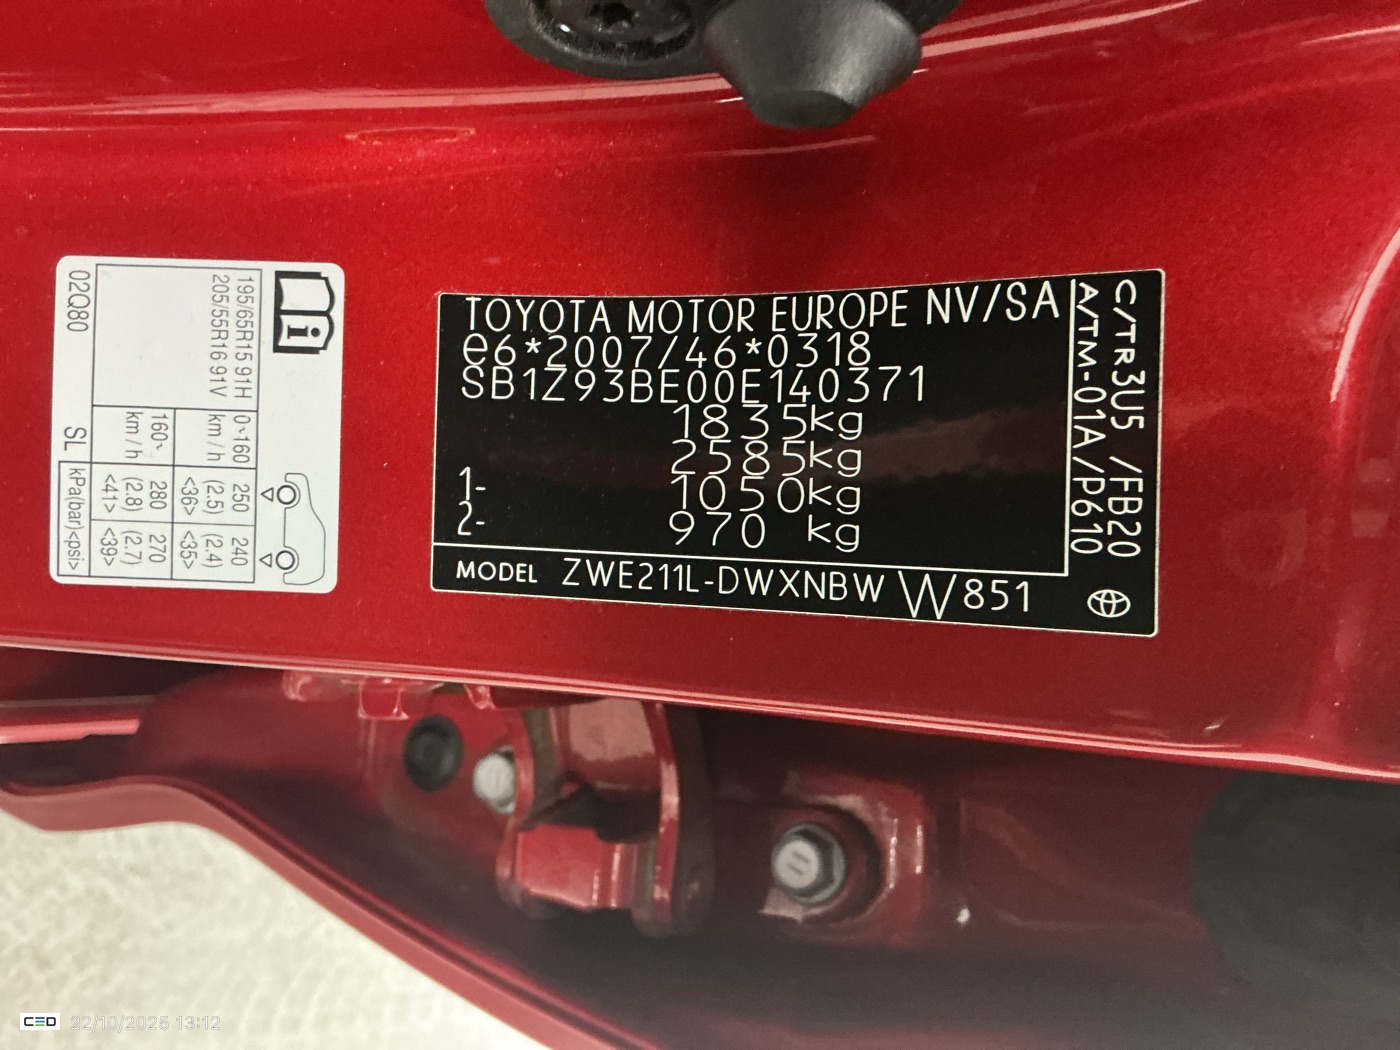 TOYOTA MOTOR EUROPE NV/SA
e6*2007/46*0318
SB1Z93BE00E140371
1835kg
2585kg
1- 1050kg
2- 970 kg
MODEL ZWE211L-DWXNBW W851
C/TR 3U5 /FB20
A/TM-01A/P610
195/65R15 91H
205/55R16 91V
0~160 km/h
250 (2.5) <36>
240 (2.4) <35>
160~ km/h
280 (2.8) <41>
270 (2.7) <39>
02Q80
SL
kPa(bar)<psi>
CED 22/10/2025 13:12